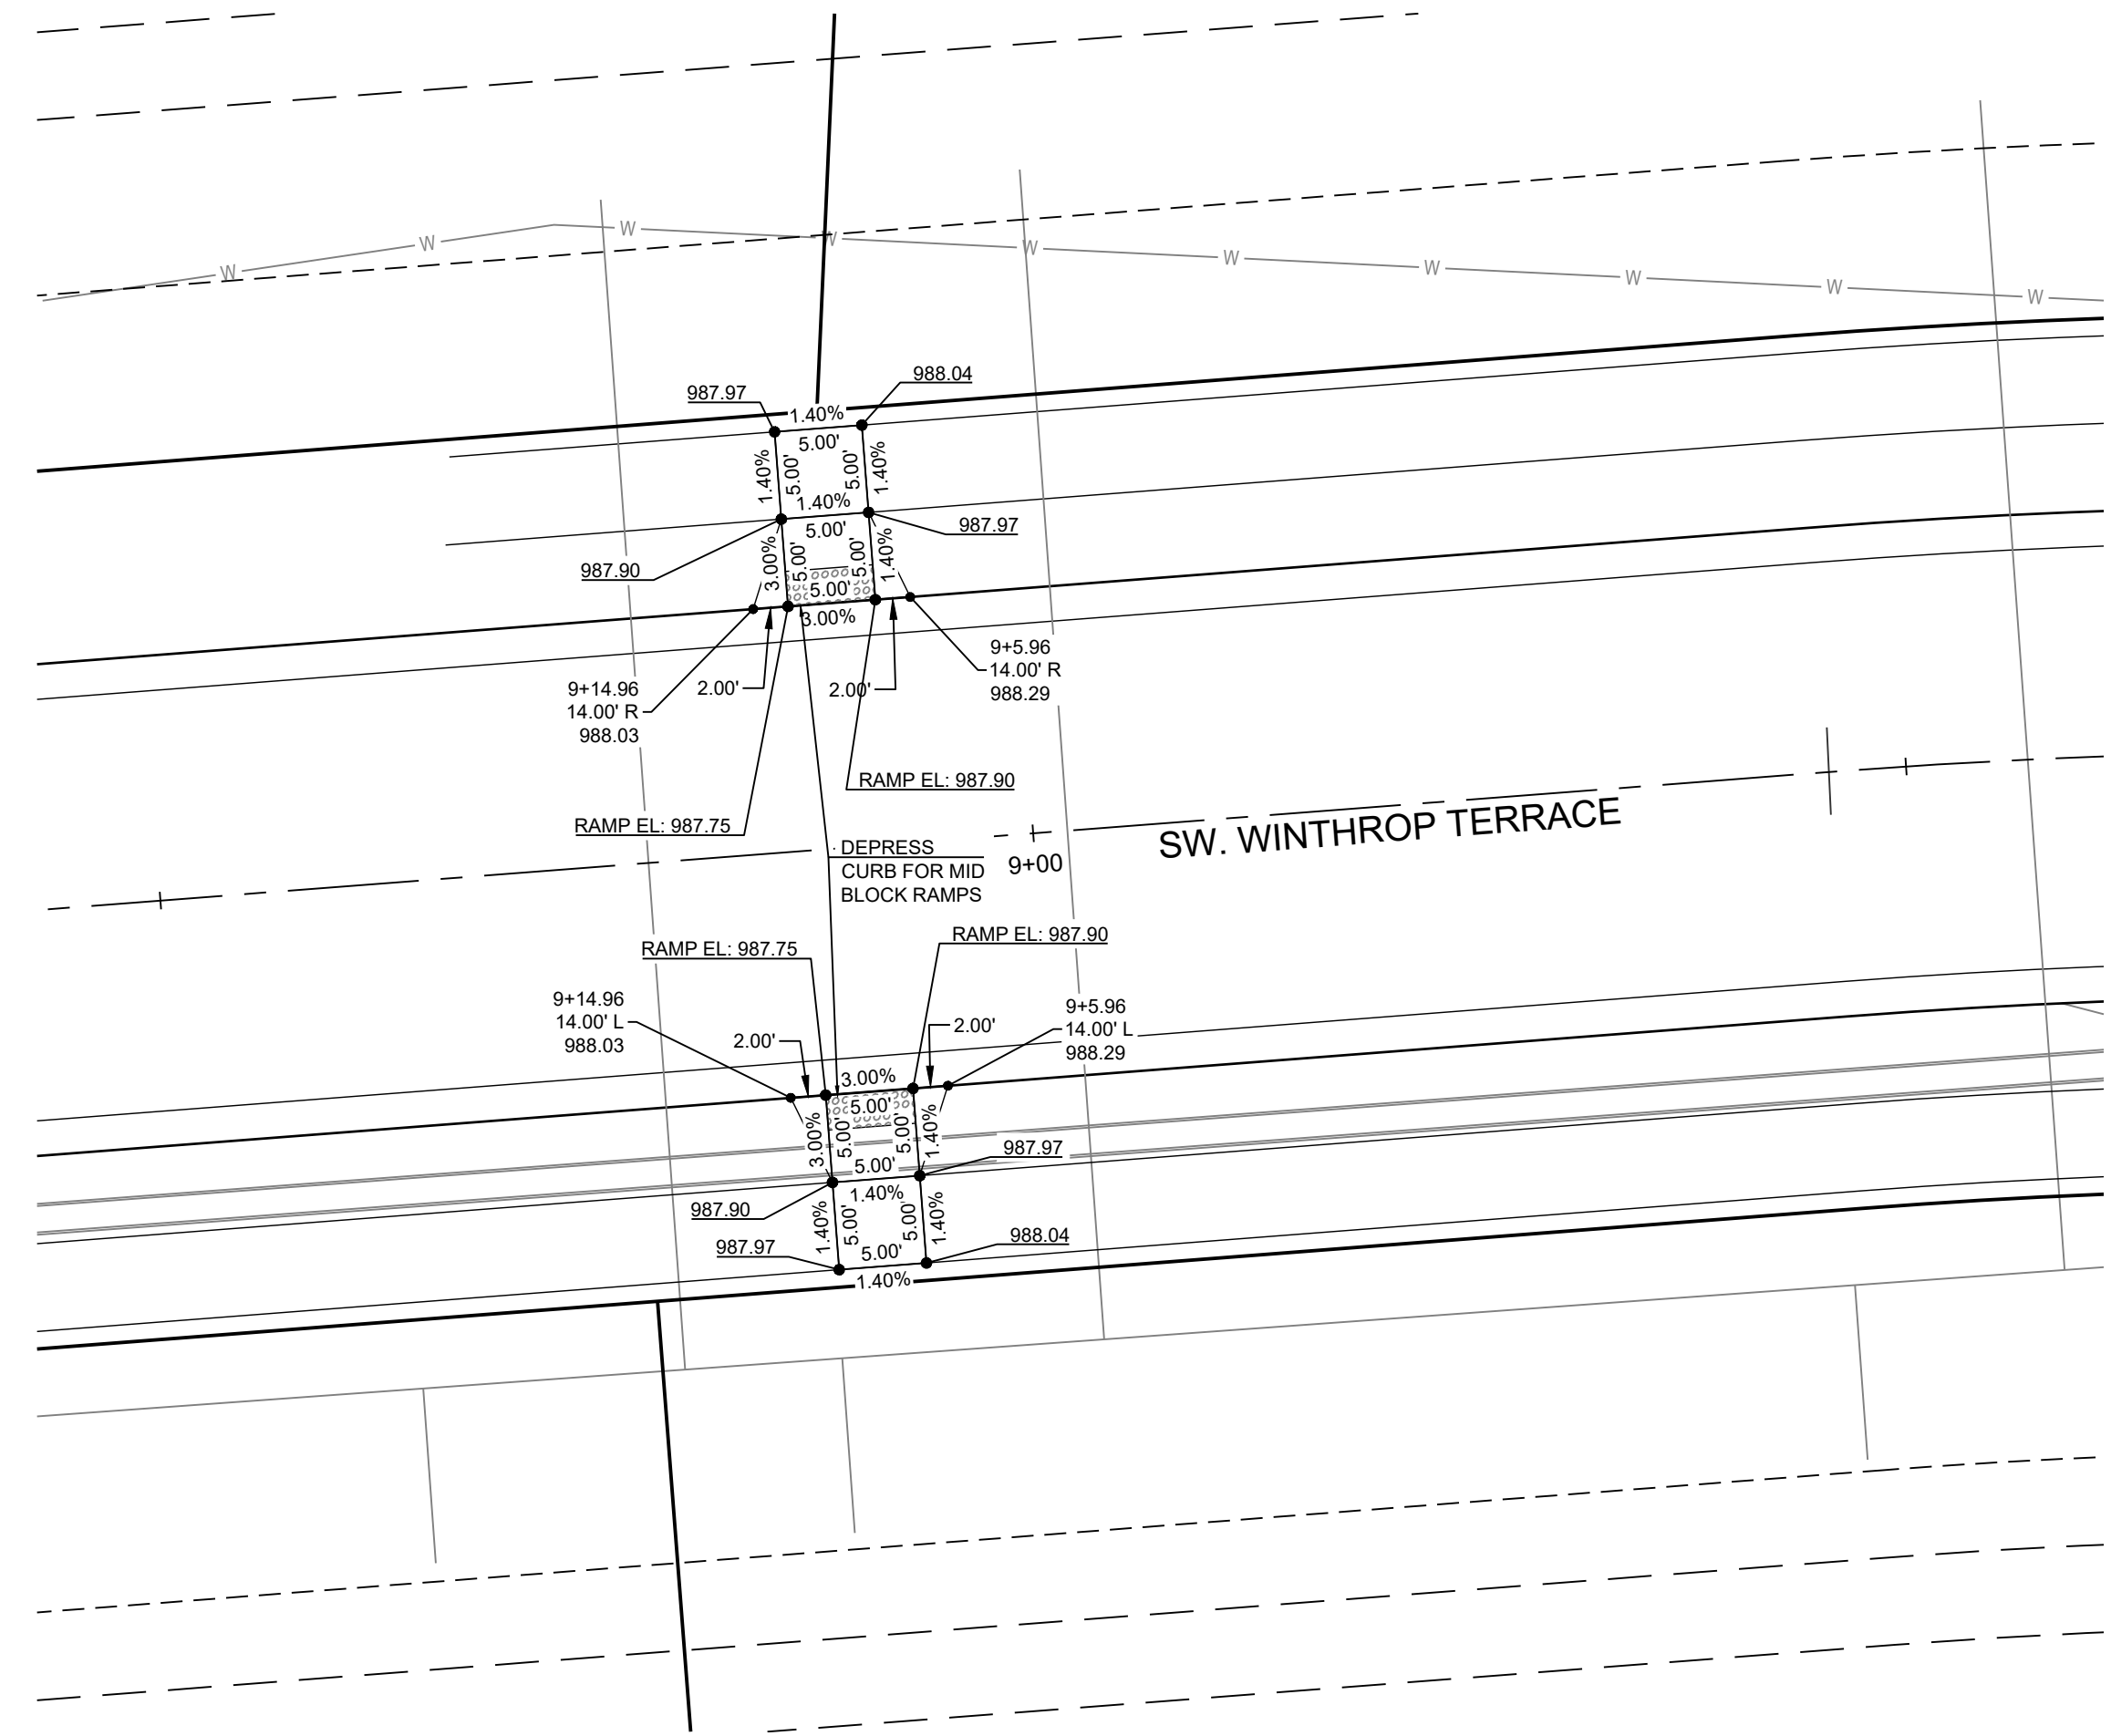 W
W
W
W
W
W
W
W
W
W
988.04
987.97
1.40%
5.00'
1.40%
5.00'
5.00'
1.40%
1.40%
5.00'
987.97
987.90
3.00%
5.00'
5.00'
1.40%
5.00'
3.00%
9+5.96
14.00' R
988.29
9+14.96
14.00' R
988.03
2.00'
2.00'
RAMP EL: 987.90
RAMP EL: 987.75
SW. WINTHROP TERRACE
DEPRESS
CURB FOR MID
BLOCK RAMPS
9+00
RAMP EL: 987.90
RAMP EL: 987.75
9+14.96
14.00' L
988.03
9+5.96
14.00' L
988.29
2.00'
2.00'
3.00%
5.00'
3.00%
5.00'
5.00'
1.40%
987.97
5.00'
1.40%
987.90
1.40%
5.00'
5.00'
1.40%
988.04
987.97
5.00'
1.40%